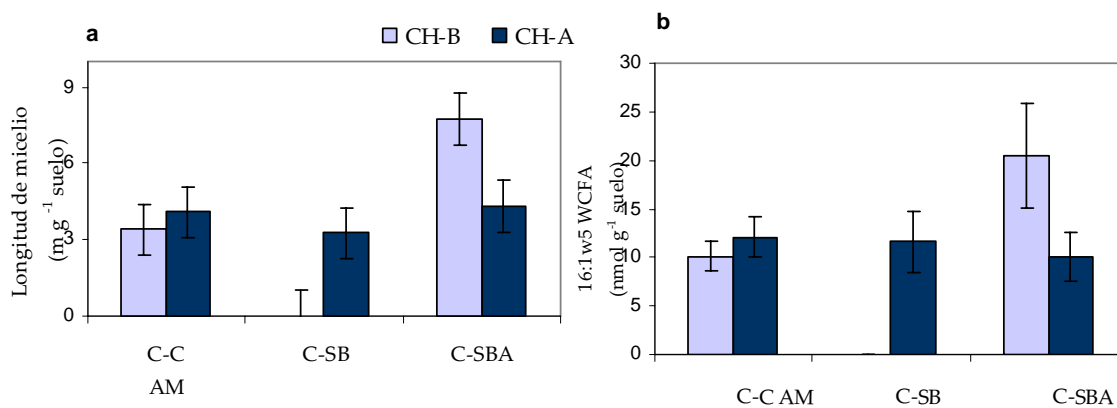 a
CH-B CH-A
Longitud de micelio
(m g -1 suelo)
9
6
3
0
C-C
AM
C-SB
C-SBA
b
16:1w5 WCFA
(nmol g-1 suelo)
30
25
20
15
10
5
0
C-C AM
C-SB
C-SBA